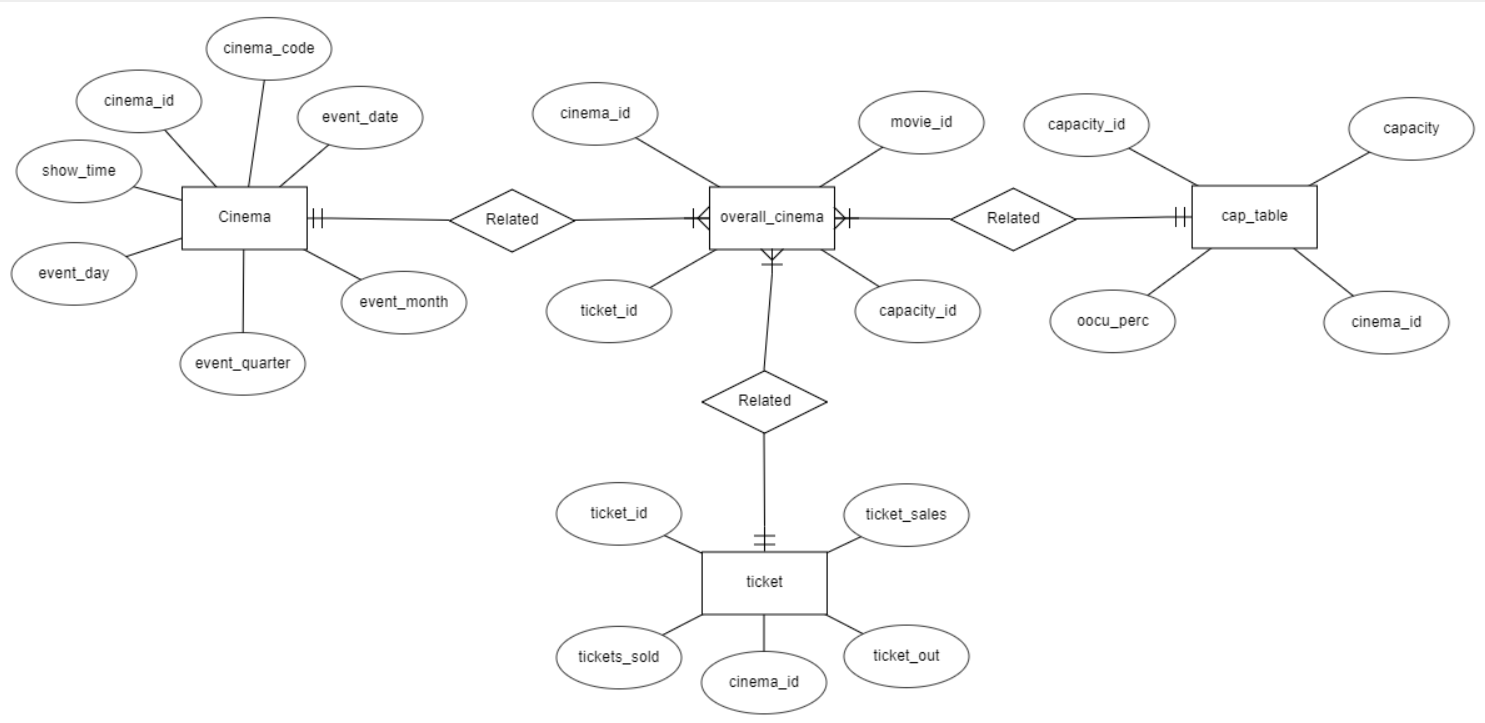 cinema_code
cinema_id
event_date
show_time
Cinema
event_day
event_month
event_quarter
Related
cinema_id
movie_id
overall_cinema
ticket_id
capacity_id
Related
capacity_id
capacity
cap_table
oocu_perc
cinema_id
Related
ticket_id
ticket_sales
ticket
tickets_sold
cinema_id
ticket_out